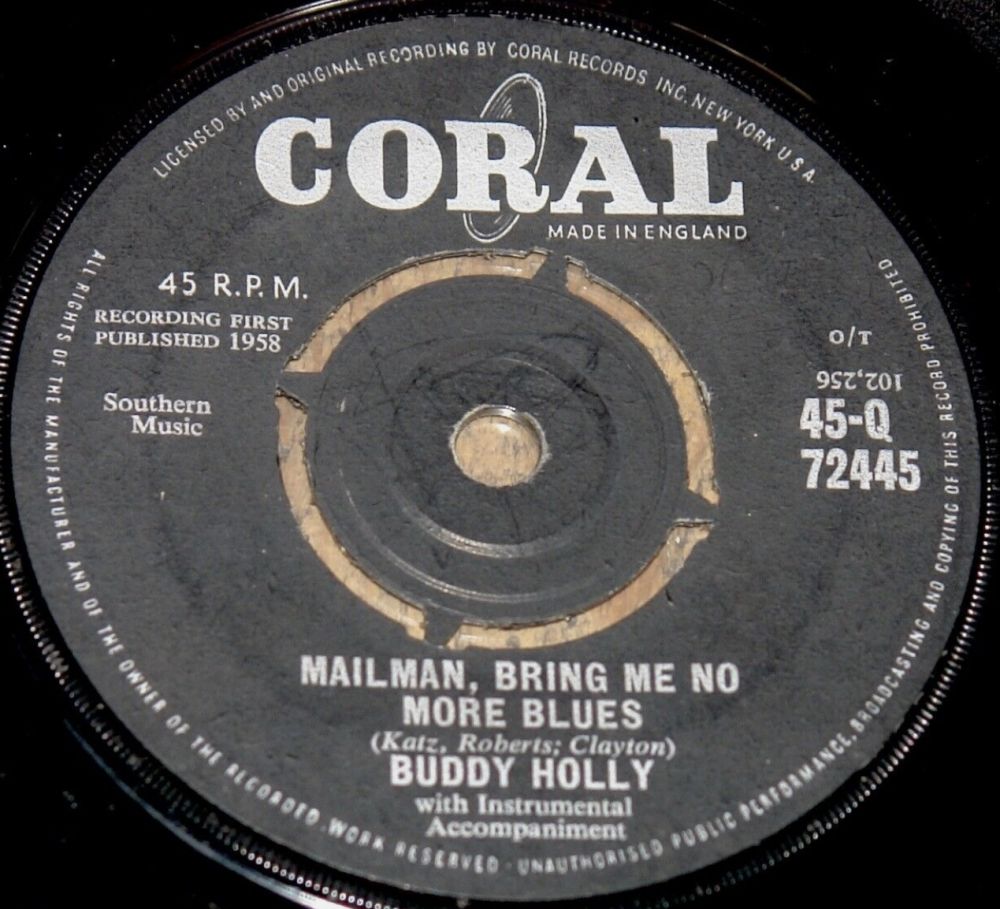 LICENSED BY AND ORIGINAL RECORDING BY CORAL RECORDS INC. NEW YORK U.S.A.
CORAL
MADE IN ENGLAND
45 R.P.M.
RECORDING FIRST
PUBLISHED 1958
Southern
Music
O/T
102,256
45-Q
72445
MAILMAN, BRING ME NO
MORE BLUES
(Katz, Roberts; Clayton)
BUDDY HOLLY
with Instrumental
Accompaniment
ALL RIGHTS OF THE MANUFACTURER AND OF THE OWNER OF THE RECORDED WORK RESERVED · UNAUTHORISED PUBLIC PERFORMANCE, BROADCASTING AND COPYING OF THIS RECORD PROHIBITED